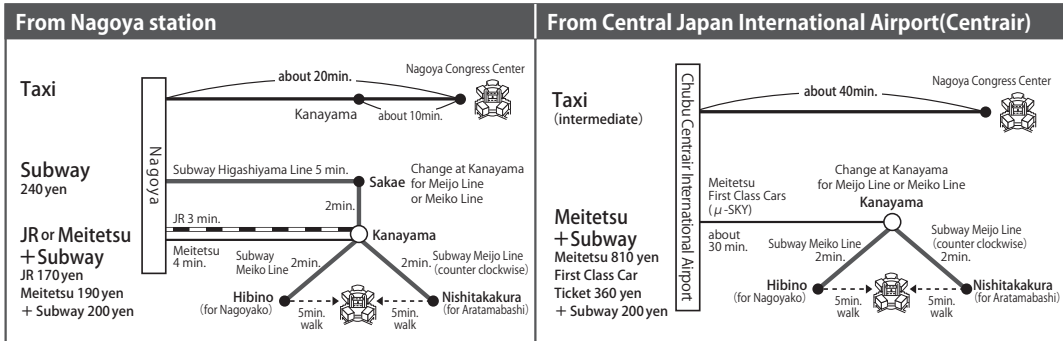 From Nagoya station
Taxi
Nagoya
about 20min.
Nagoya Congress Center
Kanayama
about 10min.
Subway
240 yen
Subway Higashiyama Line 5 min.
Sakae
Change at Kanayama
for Meijo Line
or Meiko Line
2min.
JR or Meitetsu
+Subway
JR 170 yen
Meitetsu 190 yen
+ Subway 200 yen
JR 3 min.
Meitetsu
4 min.
Kanayama
Subway
Meiko Line
2min.
2min.
Subway Meijo Line
(counter clockwise)
Hibino
(for Nagoyako)
5min.
walk
5min.
walk
Nishitakakura
(for Aratamabashi)
From Central Japan International Airport(Centrair)
Taxi
(intermediate)
Chubu Centrair International Airport
about 40min.
Nagoya Congress Center
Meitetsu
+Subway
Meitetsu 810 yen
First Class Car
Ticket 360 yen
+ Subway 200 yen
Meitetsu
First Class Cars
(μ-SKY)
about
30 min.
Change at Kanayama
for Meijo Line or Meiko Line
Kanayama
Subway Meiko Line
2min.
Subway Meijo Line
(counter clockwise)
2min.
Hibino
(for Nagoyako)
5min.
walk
5min.
walk
Nishitakakura
(for Aratamabashi)